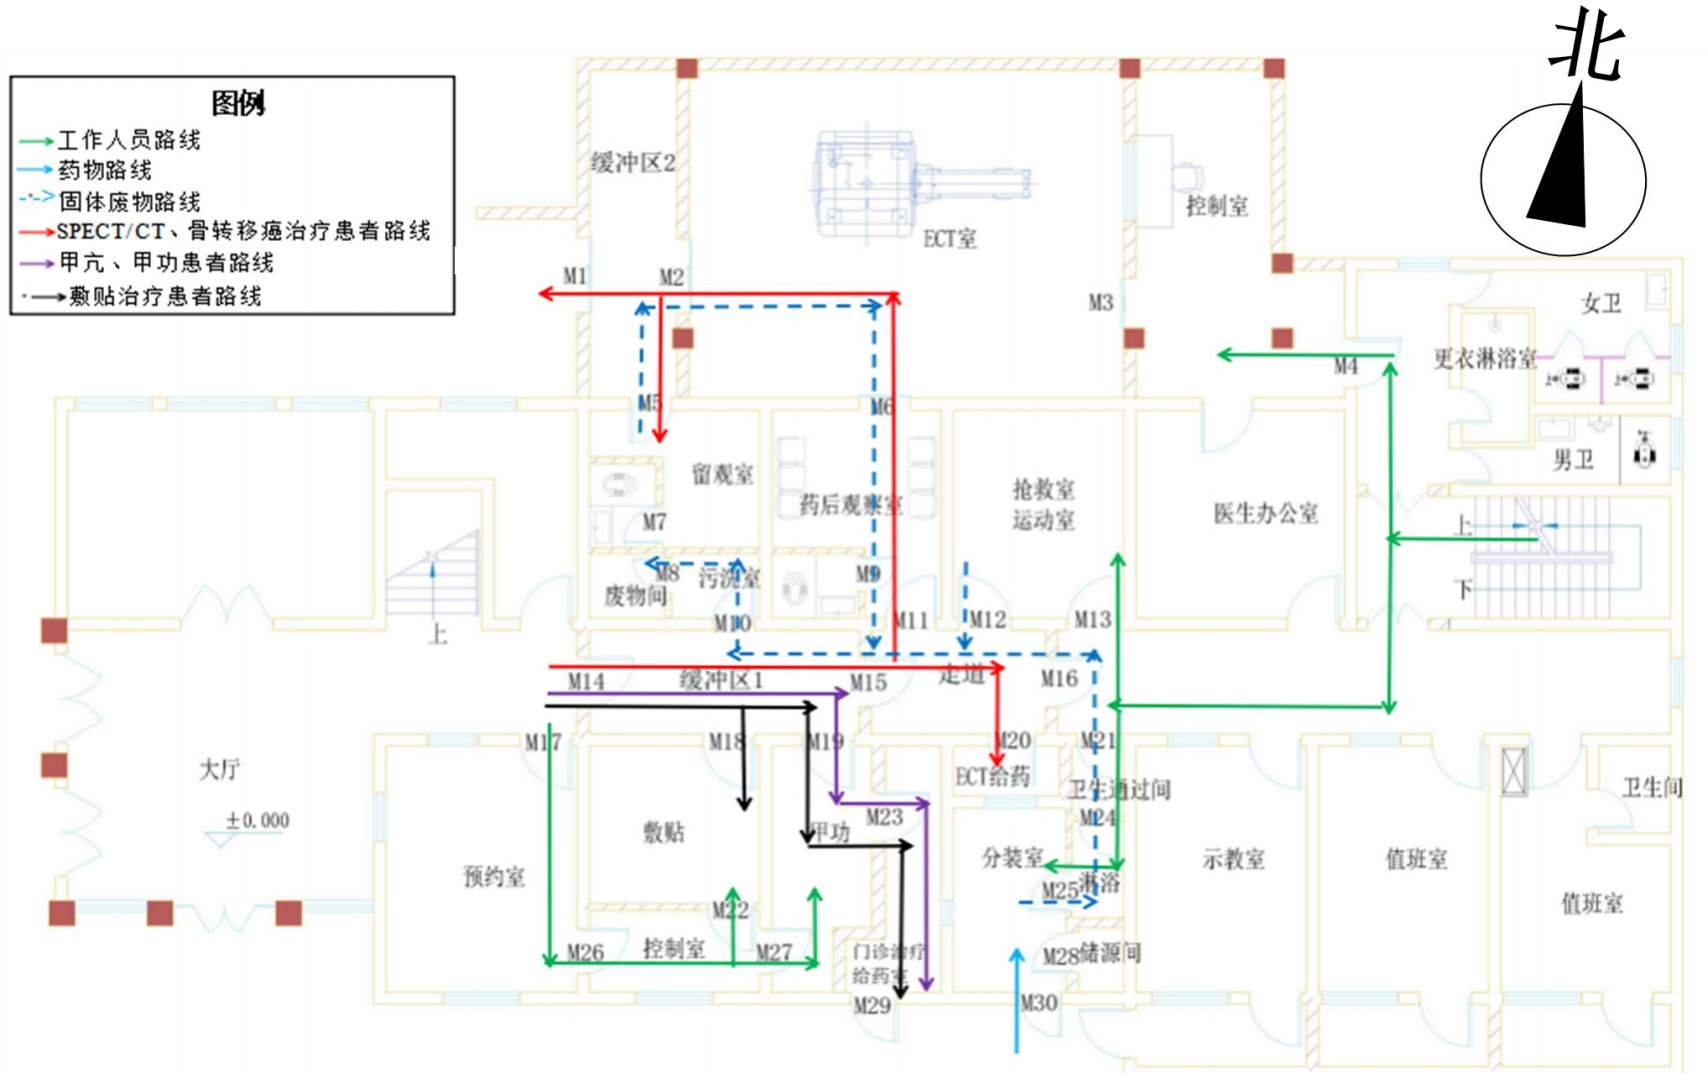 北
图例
工作人员路线
药物路线
固体废物路线
SPECT/CT、骨转移癌治疗患者路线
甲亢、甲功患者路线
敷贴治疗患者路线
缓冲区2
ECT室
控制室
M1
M2
M3
女卫
更衣淋浴室
M4
M5
M6
男卫
留观室
药后观察室
抢救室
运动室
医生办公室
M7
上
M8
污洗室
M9
废物间
下
上
M10
M11
M12
M13
M14
缓冲区1
M15
走道
M16
M17
M18
M19
M20
M21
大厅
ECT给药
卫生通过间
卫生间
±0.000
敷贴
甲功
M23
M24
预约室
分装室
示教室
值班室
M25
淋浴
值班室
M22
M26
控制室
M27
门诊治疗
给药室
M28
储源间
M29
M30